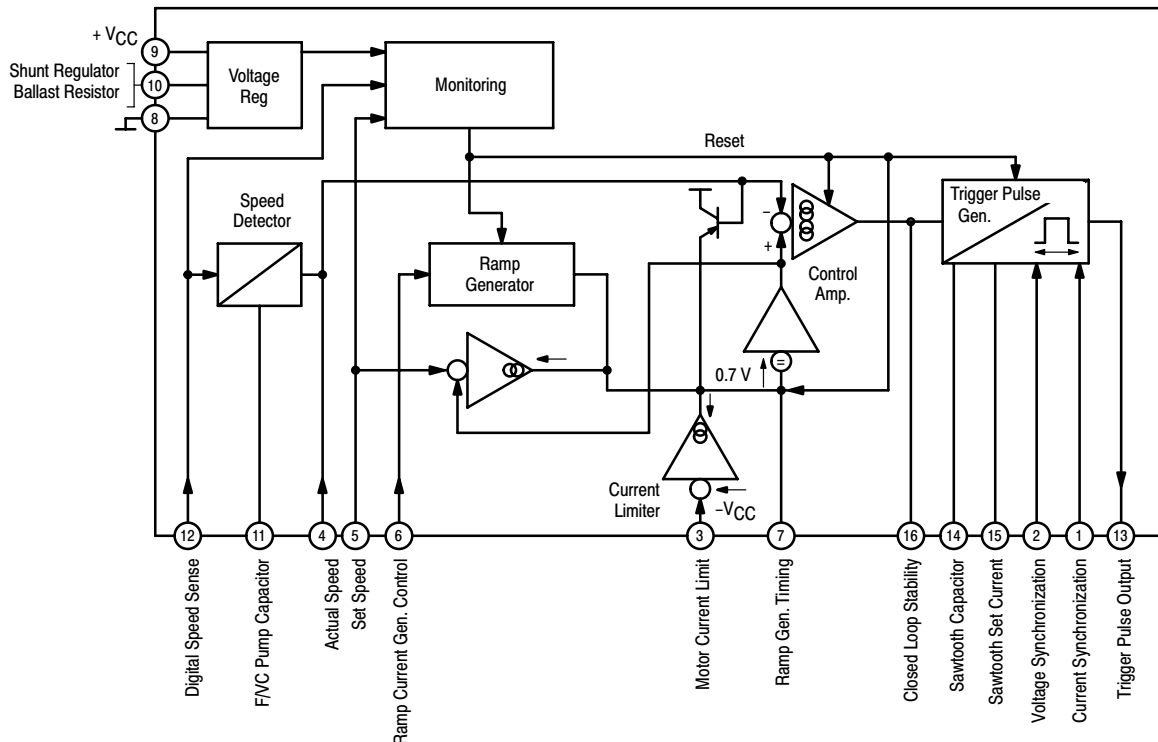 + VCC
9
Shunt Regulator
Ballast Resistor
10
8
Voltage
Reg
Monitoring
Reset
Speed
Detector
Ramp
Generator
–
+
Control
Amp.
Trigger Pulse
Gen.
0.7 V
=
Current
Limiter
–VCC
12
11
4
5
6
3
7
16
14
15
2
1
13
Digital Speed Sense
F/VC Pump Capacitor
Actual Speed
Set Speed
Ramp Current Gen. Control
Motor Current Limit
Ramp Gen. Timing
Closed Loop Stability
Sawtooth Capacitor
Sawtooth Set Current
Voltage Synchronization
Current Synchronization
Trigger Pulse Output